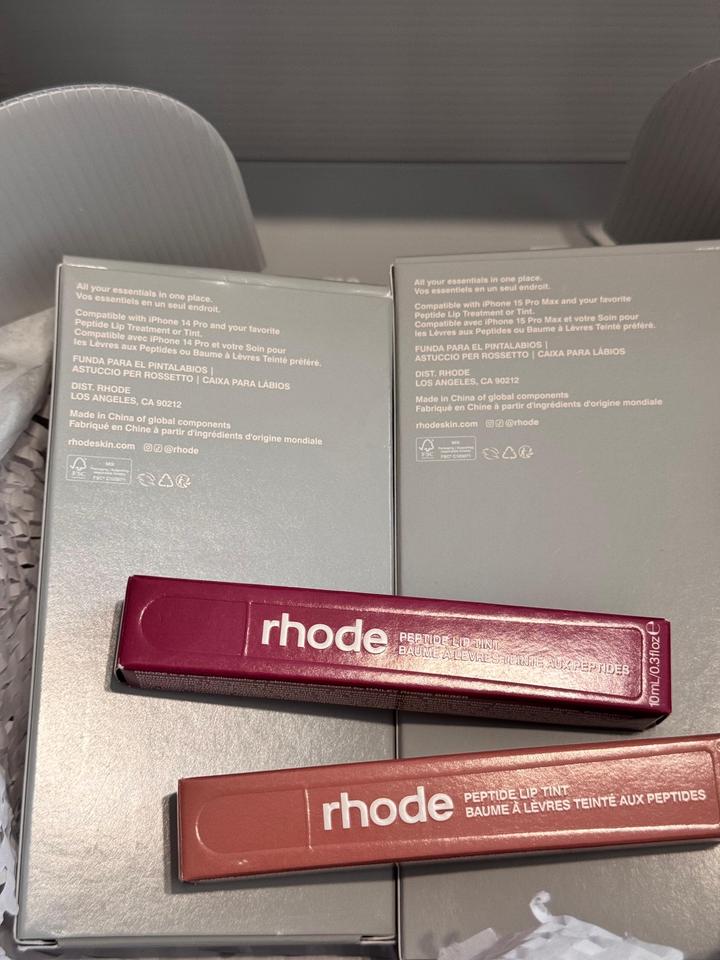 All your essentials in one place.
Vos essentiels en un seul endroit.
Compatible with iPhone 14 Pro and your favorite
Peptide Lip Treatment or Tint.
Compatible avec iPhone 14 Pro et votre Soin pour
les Lèvres aux Peptides ou Baume à Lèvres Teinté préféré.
FUNDA PARA EL PINTALABIOS |
ASTUCCIO PER ROSSETTO | CAIXA PARA LÁBIOS
DIST. RHODE
LOS ANGELES, CA 90212
Made in China of global components
Fabriqué en Chine à partir d'ingrédients d'origine mondiale
rhodeskin.com @rhode
FSC
MIX
All your essentials in one place.
Vos essentiels en un seul endroit.
Compatible with iPhone 15 Pro Max and your favorite
Peptide Lip Treatment or Tint.
Compatible avec iPhone 15 Pro Max et votre Soin pour
les Lèvres aux Peptides ou Baume à Lèvres Teinté préféré.
FUNDA PARA EL PINTALABIOS |
ASTUCCIO PER ROSSETTO | CAIXA PARA LÁBIOS
DIST. RHODE
LOS ANGELES, CA 90212
Made in China of global components
Fabriqué en Chine à partir d'ingrédients d'origine mondiale
rhodeskin.com @rhode
FSC
MIX
rhode
PEPTIDE LIP TINT
BAUME À LÈVRES TEINTÉ AUX PEPTIDES
10mL/0.3floz e
rhode
PEPTIDE LIP TINT
BAUME À LÈVRES TEINTÉ AUX PEPTIDES